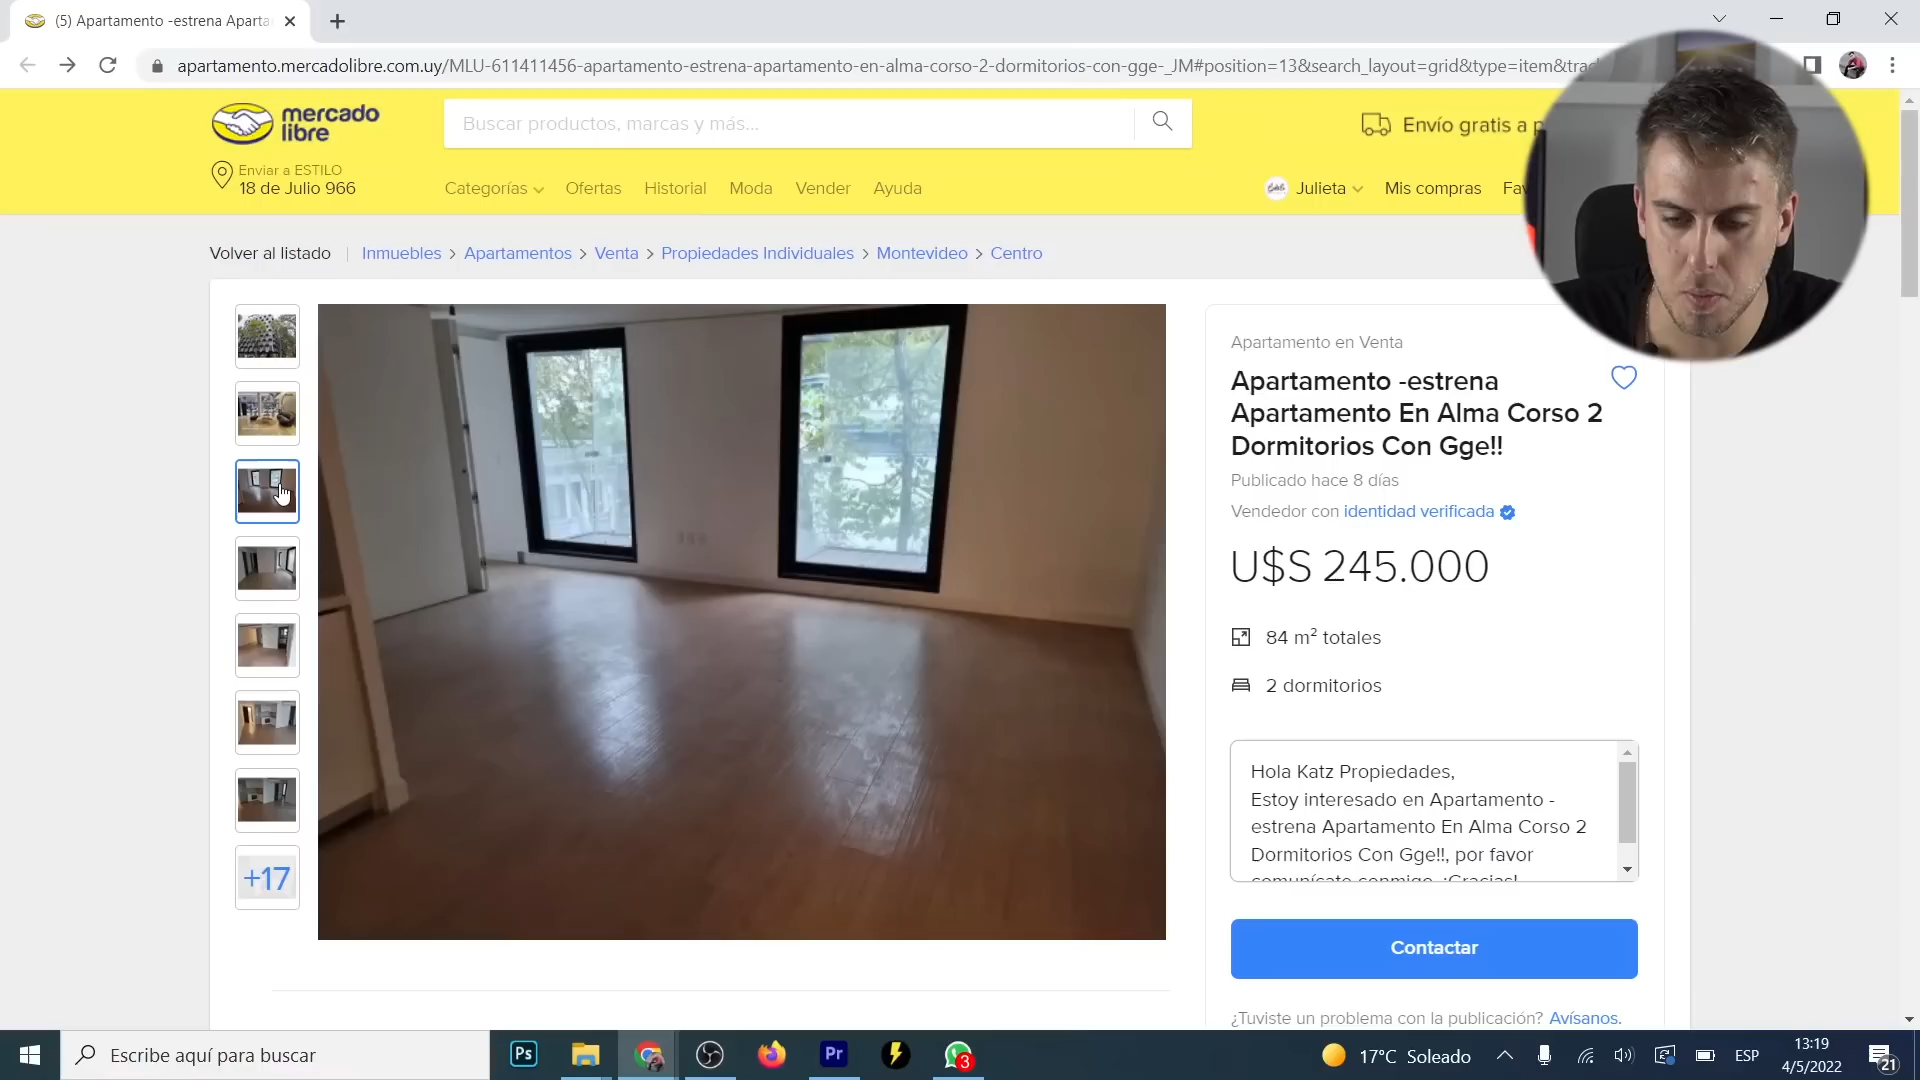 (5) Apartamento -estrena Aparta
apartamento.mercadolibre.com.uy/MLU-611411456-apartamento-estrena-apartamento-en-alma-corso-2-dormitorios-con-gge-_JM#position=13&search_layout=grid&type=item&trac
mercado
libre
Buscar productos, marcas y más...
Envío gratis a p
Enviar a ESTILO
18 de Julio 966
Categorías
Ofertas
Historial
Moda
Vender
Ayuda
Julieta
Mis compras
Fav
Volver al listado
Inmuebles > Apartamentos > Venta > Propiedades Individuales > Montevideo > Centro
Apartamento en Venta
Apartamento -estrena
Apartamento En Alma Corso 2
Dormitorios Con Gge!!
Publicado hace 8 días
Vendedor con identidad verificada
U$S 245.000
84 m² totales
2 dormitorios
Hola Katz Propiedades,
Estoy interesado en Apartamento -
estrena Apartamento En Alma Corso 2
Dormitorios Con Gge!!, por favor
comunícate conmigo. ¡Gracias!
+17
Contactar
¿Tuviste un problema con la publicación? Avísanos.
Escribe aquí para buscar
Ps
Pr
3
17°C Soleado
ESP
13:19
4/5/2022
21